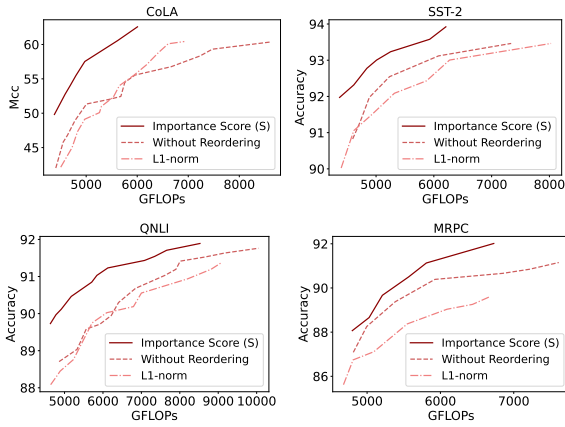 CoLA
60
55
50
45
Mcc
Importance Score (S)
Without Reordering
L1-norm
5000 6000 7000 8000
GFLOPs
SST-2
94
93
92
91
90
Accuracy
Importance Score (S)
Without Reordering
L1-norm
5000 6000 7000 8000
GFLOPs
QNLI
92
91
90
89
88
Accuracy
Importance Score (S)
Without Reordering
L1-norm
5000 6000 7000 8000 9000 10000
GFLOPs
MRPC
92
90
88
86
Accuracy
Importance Score (S)
Without Reordering
L1-norm
5000 6000 7000
GFLOPs